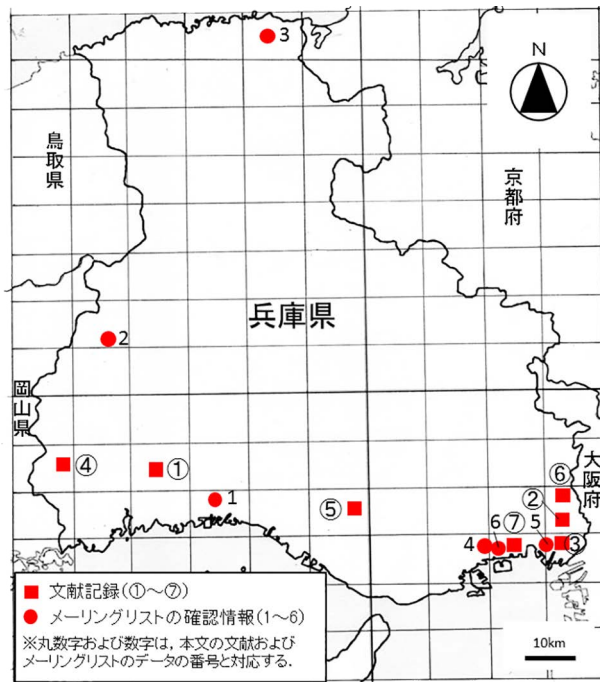 3
N
鳥取県
京都府
兵庫県
2
岡山県
大阪府
④
①
1
⑤
⑥
②
4
6
⑦
5
③
■ 文献記録(①~⑦)
● メーリングリストの確認情報(1~6)
※丸数字および数字は, 本文の文献および
メーリングリストのデータの番号と対応する.
10km